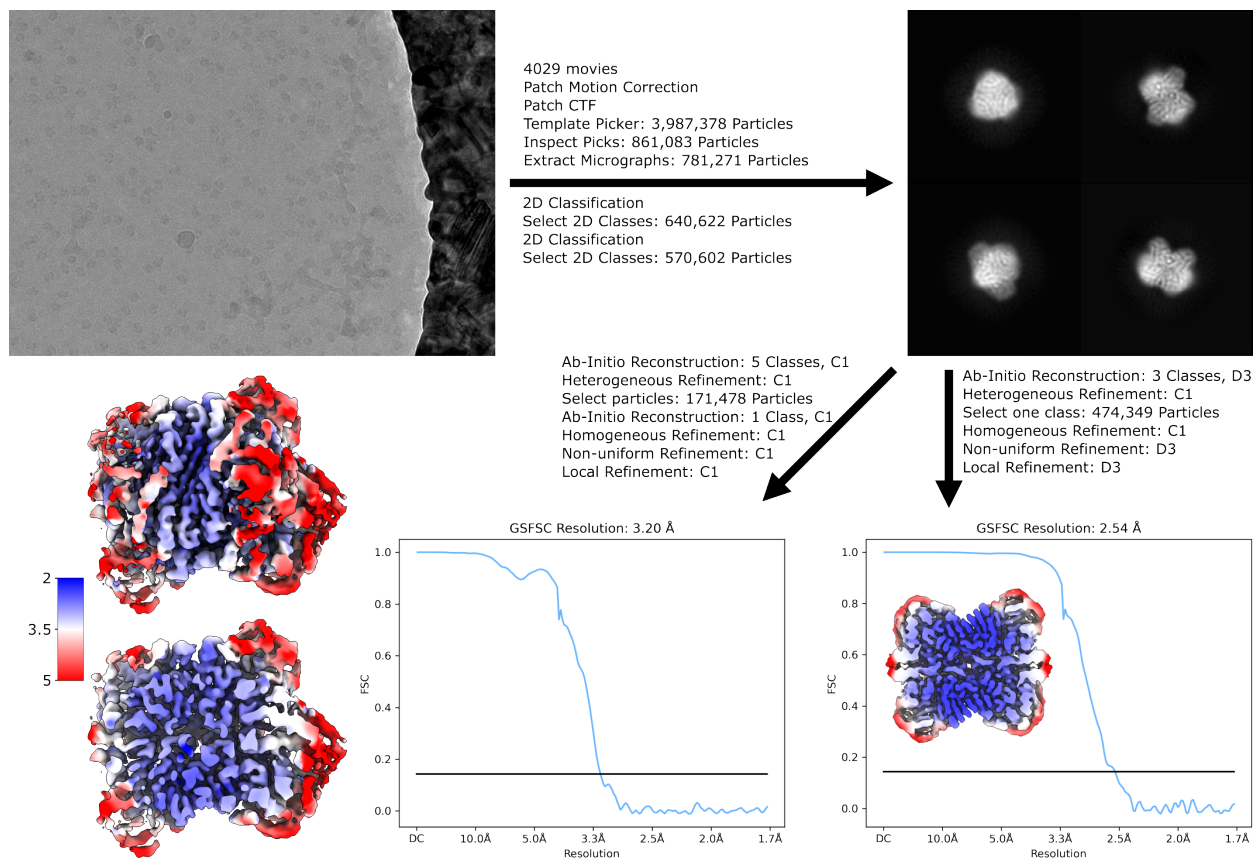 4029 movies
Patch Motion Correction
Patch CTF
Template Picker: 3,987,378 Particles
Inspect Picks: 861,083 Particles
Extract Micrographs: 781,271 Particles
2D Classification
Select 2D Classes: 640,622 Particles
2D Classification
Select 2D Classes: 570,602 Particles
Ab-Initio Reconstruction: 5 Classes, C1
Heterogeneous Refinement: C1
Select particles: 171,478 Particles
Ab-Initio Reconstruction: 1 Class, C1
Homogeneous Refinement: C1
Non-uniform Refinement: C1
Local Refinement: C1
Ab-Initio Reconstruction: 3 Classes, D3
Heterogeneous Refinement: C1
Select one class: 474,349 Particles
Homogeneous Refinement: C1
Non-uniform Refinement: D3
Local Refinement: D3
2
3.5
5
GSFSC Resolution: 3.20 Å
1.0
0.8
0.6
0.4
0.2
0.0
FSC
DC 10.0Å 5.0Å 3.3Å 2.5Å 2.0Å 1.7Å
Resolution
GSFSC Resolution: 2.54 Å
1.0
0.8
0.6
0.4
0.2
0.0
FSC
DC 10.0Å 5.0Å 3.3Å 2.5Å 2.0Å 1.7Å
Resolution